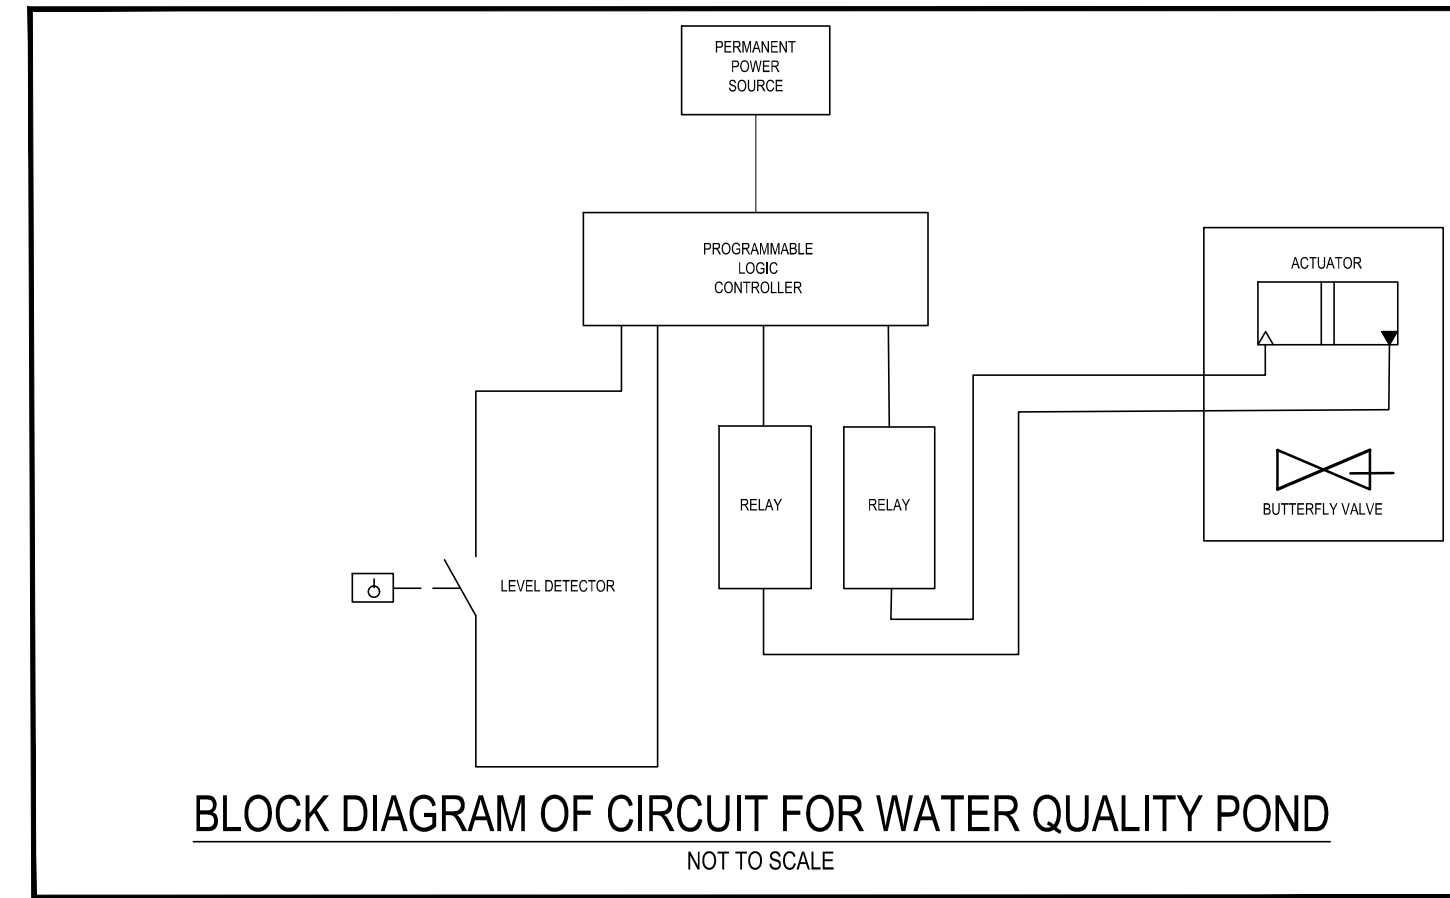 PERMANENT
POWER
SOURCE
PROGRAMMABLE
LOGIC
CONTROLLER
ACTUATOR
RELAY
RELAY
BUTTERFLY VALVE
LEVEL DETECTOR
BLOCK DIAGRAM OF CIRCUIT FOR WATER QUALITY POND
NOT TO SCALE